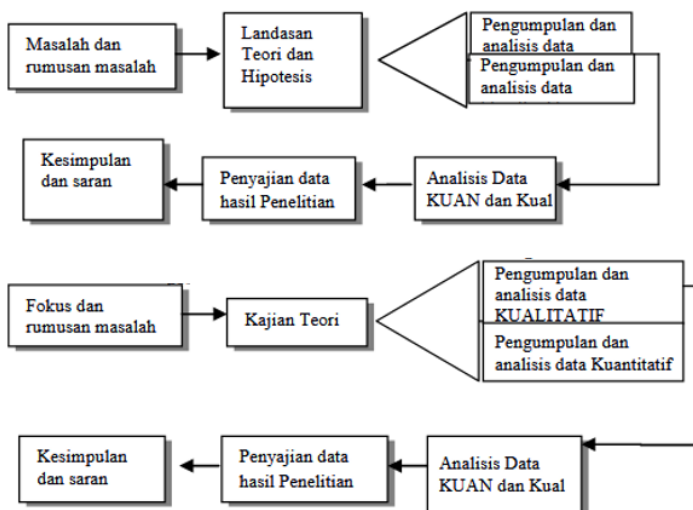 Masalah dan
rumusan masalah
Landasan
Teori dan
Hipotesis
Pengumpulan dan
analisis data
Pengumpulan dan
analisis data
Kesimpulan
dan saran
Penyajian data
hasil Penelitian
Analisis Data
KUAN dan Kual
Fokus dan
rumusan masalah
Kajian Teori
Pengumpulan dan
analisis data
KUALITATIF
Pengumpulan dan
analisis data Kuantitatif
Kesimpulan
dan saran
Penyajian data
hasil Penelitian
Analisis Data
KUAN dan Kual